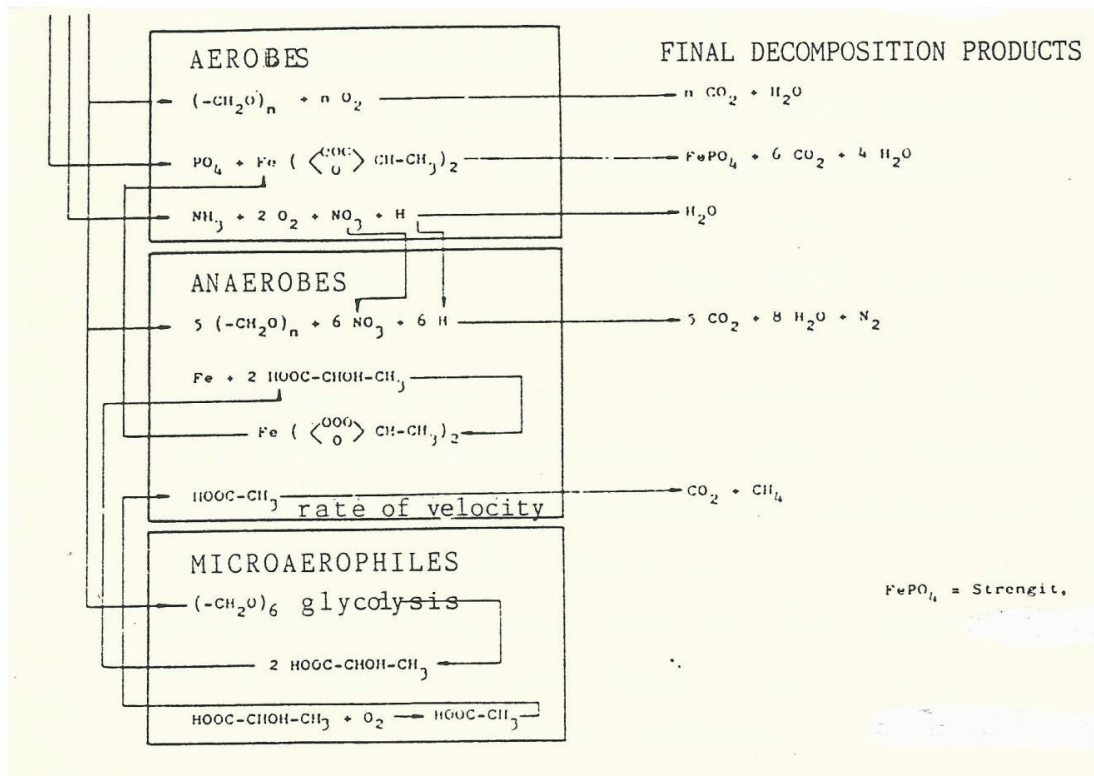 AEROBES
FINAL DECOMPOSITION PRODUCTS
(-CH₂O)ₙ + n O₂ → n CO₂ + H₂O
PO₄ + Fe ( <COC O> CH-CH₃)₂ → FePO₄ + 6 CO₂ + 4 H₂O
NH₃ + 2 O₂ + NO₃ + H → H₂O
ANAEROBES
5 (-CH₂O)ₙ + 6 NO₃ + 6 H → 5 CO₂ + 8 H₂O + N₂
Fe + 2 HOOC-CHOH-CH₃
Fe ( <OOO O> CH-CH₃)₂
HOOC-CH₃ → CO₂ + CH₄
rate of velocity
MICROAEROPHILES
(-CH₂O)₆ glycolysis
FePO₄ = Strengit,
2 HOOC-CHOH-CH₃
HOOC-CHOH-CH₃ + O₂ → HOOC-CH₃